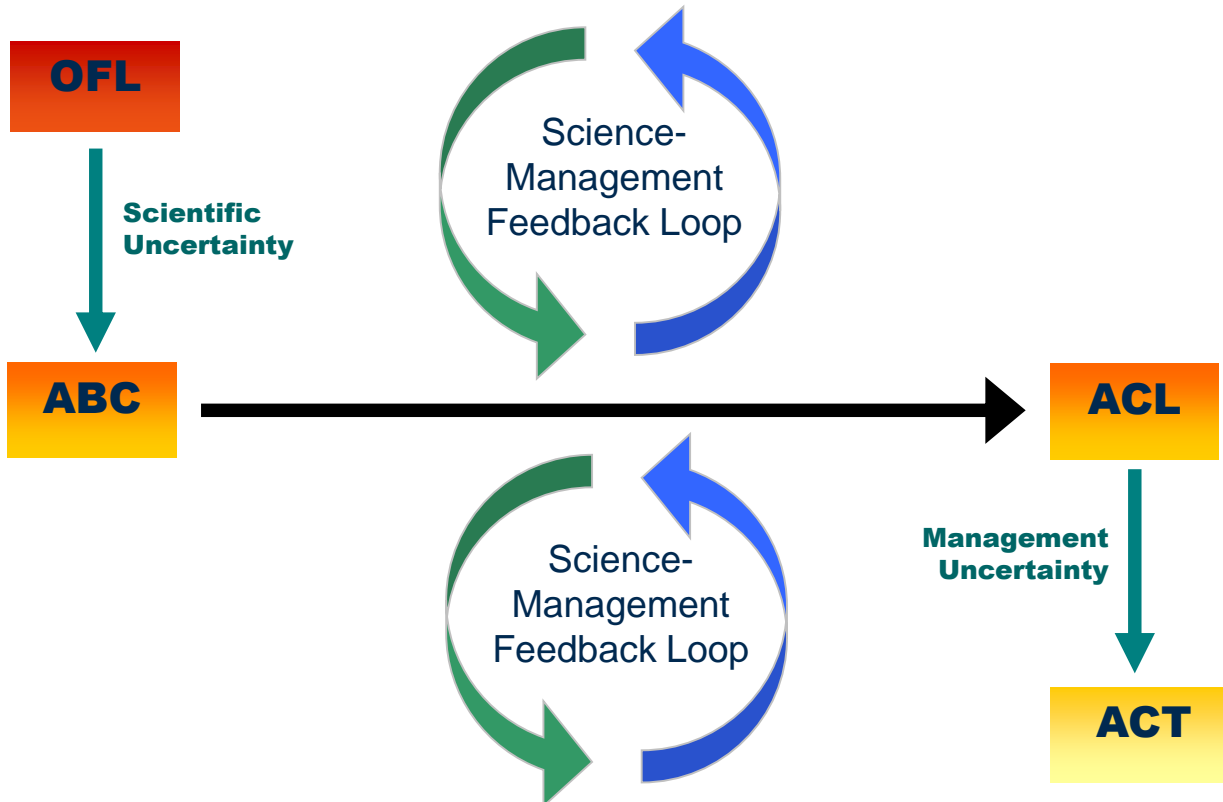 OFL
Scientific
Uncertainty
Science-
Management
Feedback Loop
ABC
ACL
Science-
Management
Feedback Loop
Management
Uncertainty
ACT